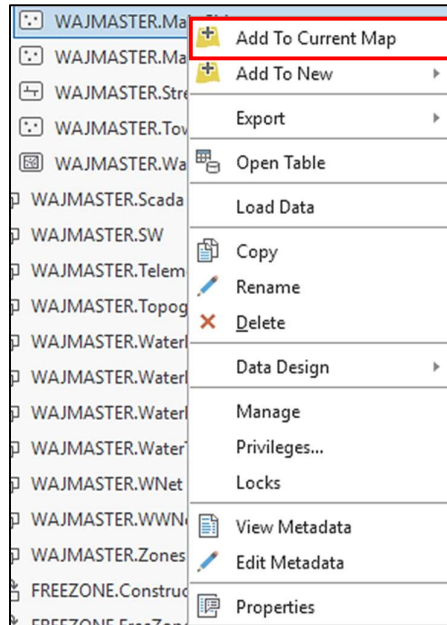 WAJMASTER.Ma
WAJMASTER.Ma
WAJMASTER.Stre
WAJMASTER.Tow
WAJMASTER.Wa
WAJMASTER.Scada
WAJMASTER.SW
WAJMASTER.Telem
WAJMASTER.Topog
WAJMASTER.Water
WAJMASTER.Water
WAJMASTER.Water
WAJMASTER.Water
WAJMASTER.WNet
WAJMASTER.WWN
WAJMASTER.Zones
FREEZONE.Construc
Add To Current Map
Add To New
Export
Open Table
Load Data
Copy
Rename
Delete
Data Design
Manage
Privileges...
Locks
View Metadata
Edit Metadata
Properties